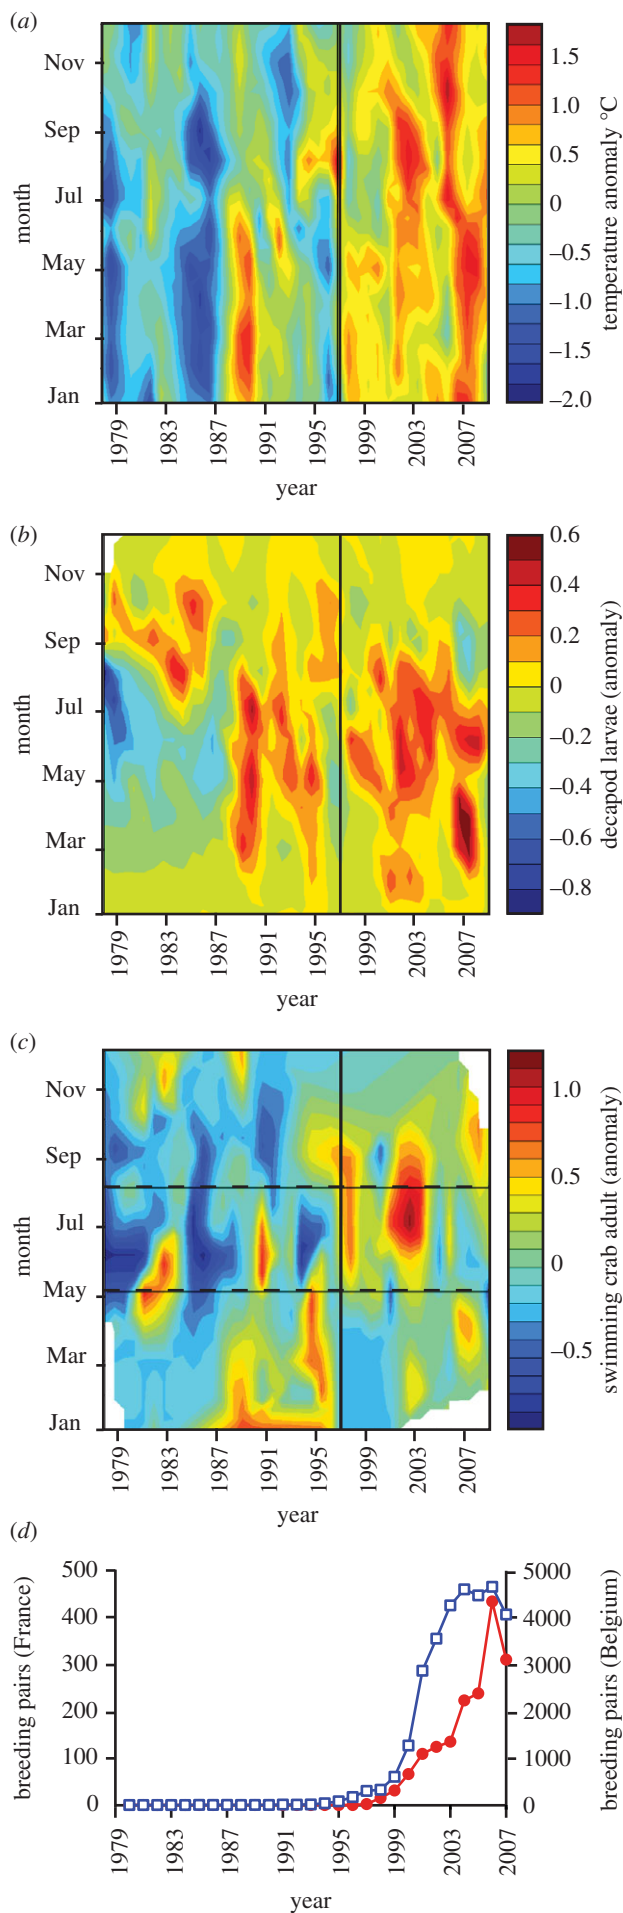 (a)
Nov
Sep
Jul
May
Mar
Jan
month
1979
1983
1987
1991
1995
1999
2003
2007
year
1.5
1.0
0.5
0
–0.5
–1.0
–1.5
–2.0
temperature anomaly °C
(b)
Nov
Sep
Jul
May
Mar
Jan
month
1979
1983
1987
1991
1995
1999
2003
2007
year
0.6
0.4
0.2
0
–0.2
–0.4
–0.6
–0.8
decapod larvae (anomaly)
(c)
Nov
Sep
Jul
May
Mar
Jan
month
1979
1983
1987
1991
1995
1999
2003
2007
year
1.0
0.5
0
–0.5
swimming crab adult (anomaly)
(d)
500
400
300
200
100
0
breeding pairs (France)
5000
4000
3000
2000
1000
0
breeding pairs (Belgium)
1979
1983
1987
1991
1995
1999
2003
2007
year